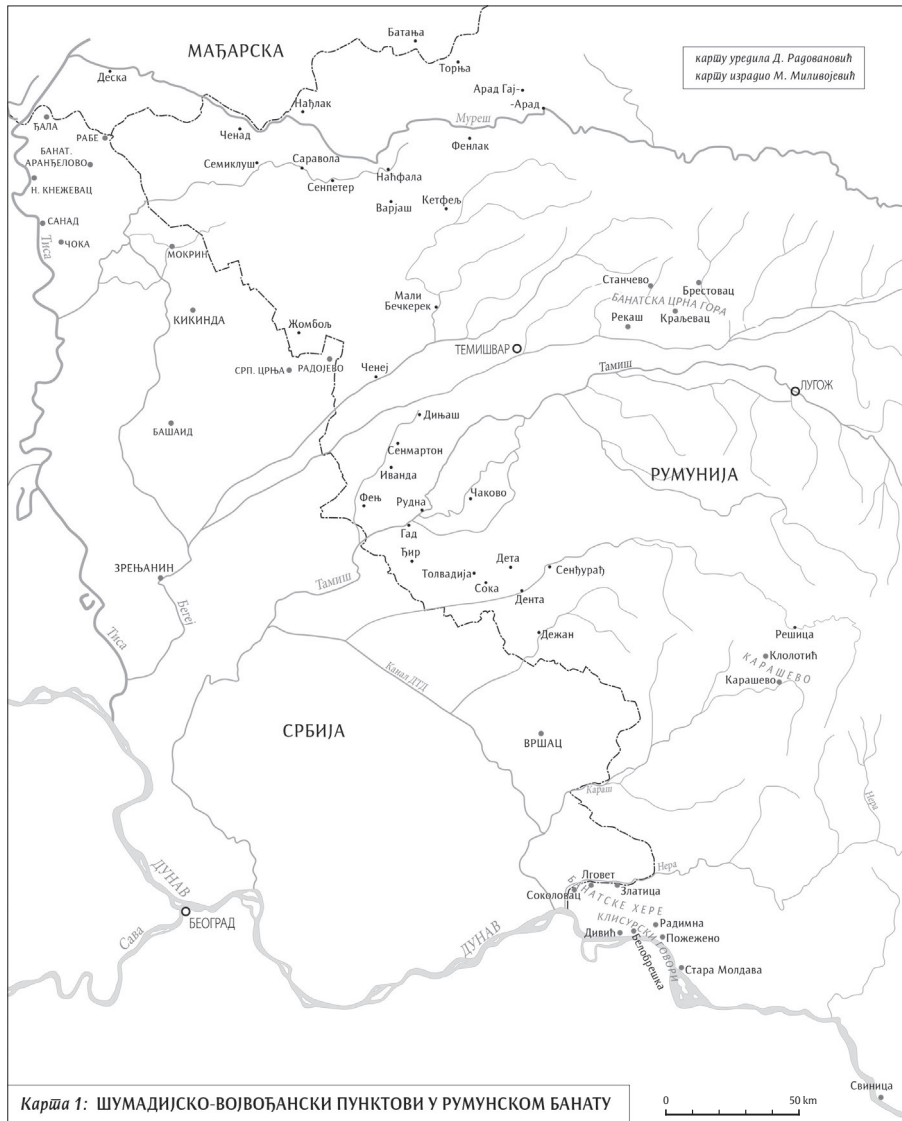 МАЂАРСКА
Батања
Торња
карту уредила Д. Радовановић
карту израдио М. Миливојевић
Деска
Арад Гај-
-Арад
Нађлак
Муреш
ЂАЛА
Ченад
РАБЕ
Фенлак
БАНАТ.
АРАНЂЕЛОВО
Семиклуш
Саравола
Наћфала
Сенпетер
Н. КНЕЖЕВАЦ
Варјаш
Кетфељ
САНАД
Тиса
ЧОКА
МОКРИН
Станчево
Брестовац
БАНАТСКА ЦРНА ГОРА
Мали
Бечкерек
КИКИНДА
Рекаш
Краљевац
Жомбољ
ТЕМИШВАР
СРП. ЦРЊА
РАДОЈЕВО
Ченеј
Тамиш
ЛУГОЖ
Дињаш
БАШАИД
Сенмартон
Иванда
РУМУНИЈА
Фењ
Рудна
Чаково
Гад
Ђир
Дета
Сенђурађ
ЗРЕЊАНИН
Толвадија
Тамиш
Сока
Дента
Бегеј
Тиса
Дежан
Решица
Клолотић
КАРАШЕВО
Карашево
Канал ДТД
СРБИЈА
ВРШАЦ
Караш
Нера
Нера
Лговет
Соколовац
Златица
БАНАТСКЕ ХЕРЕ
ДУНАВ
БЕОГРАД
Сава
ДУНАВ
КЛИСУРСКИ ГОВОРИ
Радимна
Дивић
Белобрешка
Пожежено
Стара Молдава
Свиница
Карта 1: ШУМАДИЈСКО-ВОЈВОЂАНСКИ ПУНКТОВИ У РУМУНСКОМ БАНАТУ
0 50 km